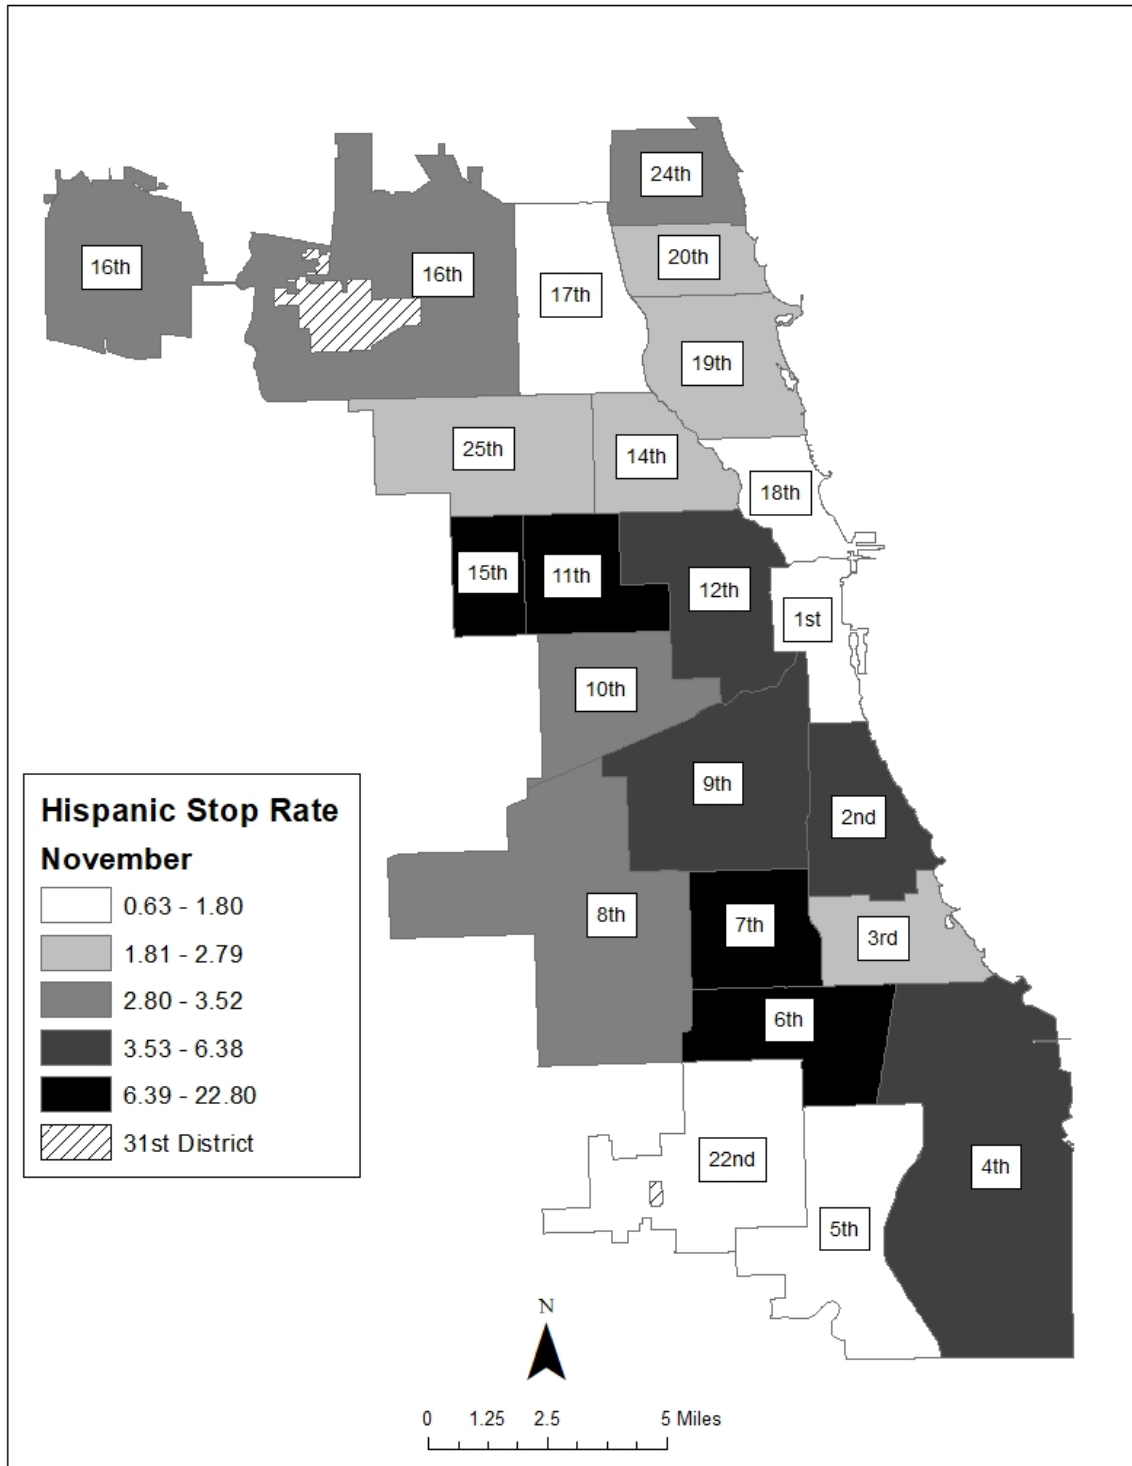 24th
20th
16th
16th
17th
19th
25th
14th
18th
15th
11th
12th
1st
10th
9th
2nd
8th
7th
3rd
6th
22nd
4th
5th
Hispanic Stop Rate
November
0.63 - 1.80
1.81 - 2.79
2.80 - 3.52
3.53 - 6.38
6.39 - 22.80
31st District
N
0 1.25 2.5 5 Miles